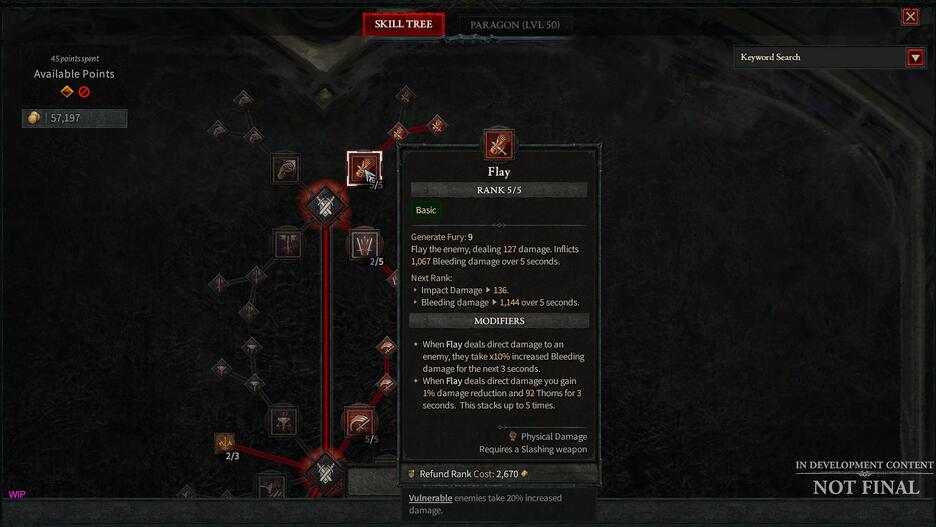 SKILL TREE
PARAGON (LVL 50)
45 points spent
Available Points
57,197
Keyword Search
5/5
2/5
5/5
2/3
Flay
RANK 5/5
Basic
Generate Fury: 9
Flay the enemy, dealing 127 damage. Inflicts
1,067 Bleeding damage over 5 seconds.
Next Rank:
Impact Damage 136.
Bleeding damage 1,144 over 5 seconds.
MODIFIERS
When Flay deals direct damage to an
enemy, they take x10% increased Bleeding
damage for the next 3 seconds.
When Flay deals direct damage you gain
1% damage reduction and 92 Thorns for 3
seconds. This stacks up to 5 times.
Physical Damage
Requires a Slashing weapon
Refund Rank Cost: 2,670
Vulnerable enemies take 20% increased
damage.
WIP
IN DEVELOPMENT CONTENT
NOT FINAL